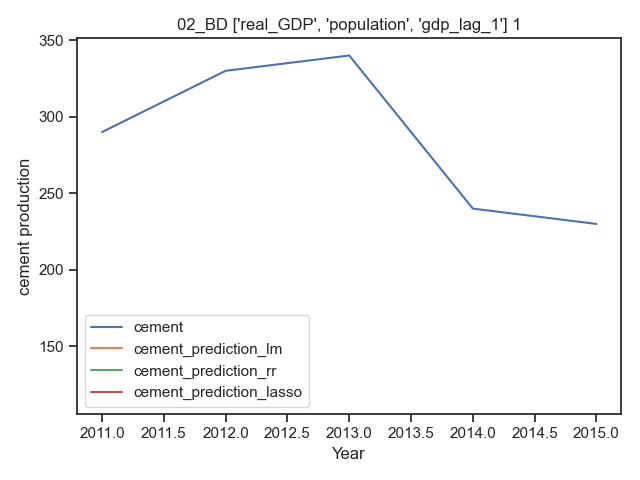 02_BD ['real_GDP', 'population', 'gdp_lag_1'] 1
350
300
250
200
150
cement production
cement
cement_prediction_lm
cement_prediction_rr
cement_prediction_lasso
2011.0 2011.5 2012.0 2012.5 2013.0 2013.5 2014.0 2014.5 2015.0
Year